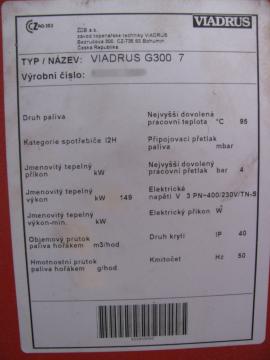 CZ AO 202
ŽDB a.s.
závod topenářské techniky VIADRUS
Bezručova 300, CZ-735 93 Bohumín
Česká Republika
VIADRUS
TYP / NÁZEV: VIADRUS G300 7
Výrobní číslo:
Druh paliva
Nejvyšší dovolená pracovní teplota °C 95
Kategorie spotřebiče I2H
Připojovací přetlak paliva mbar
Jmenovitý tepelný příkon kW
Nejvyšší dovolený pracovní přetlak bar 4
Jmenovitý tepelný výkon kW 149
Elektrické napětí V 3 PN~400/230V/TN-S
Jmenovitý tepelný výkon-min. kW
Elektrický příkon W
Objemový průtok paliva hořákem m3/hod
Druh krytí IP 40
Hmotnostní průtok paliva hořákem g/hod
Kmitočet Hz 50